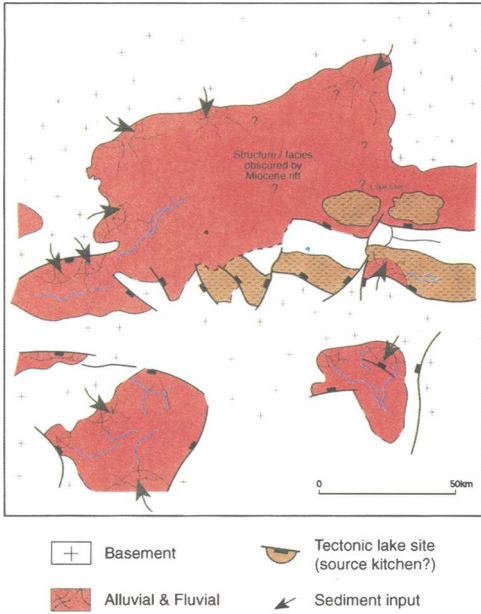 ?
?
?
Structure / facies
obscured by
Miocene rift
?
?
0
50km
Basement
Tectonic lake site
(source kitchen?)
Alluvial & Fluvial
Sediment input